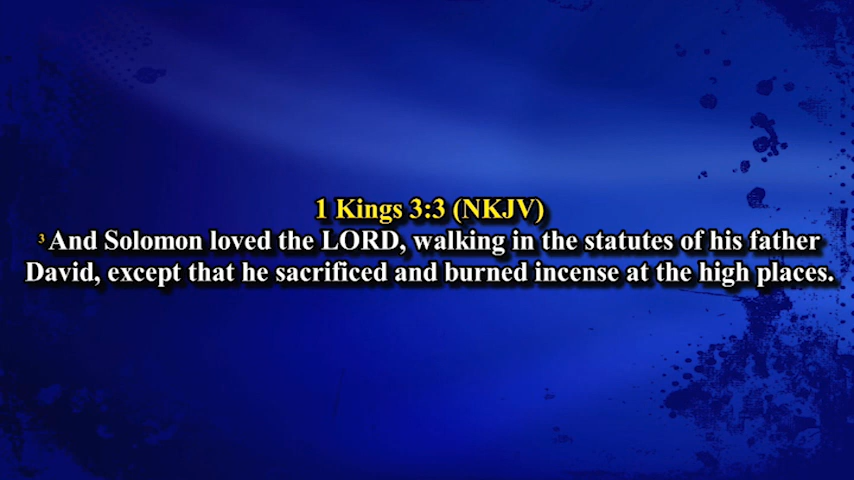 1 Kings 3:3 (NKJV)
3 And Solomon loved the LORD, walking in the statutes of his father
David, except that he sacrificed and burned incense at the high places.